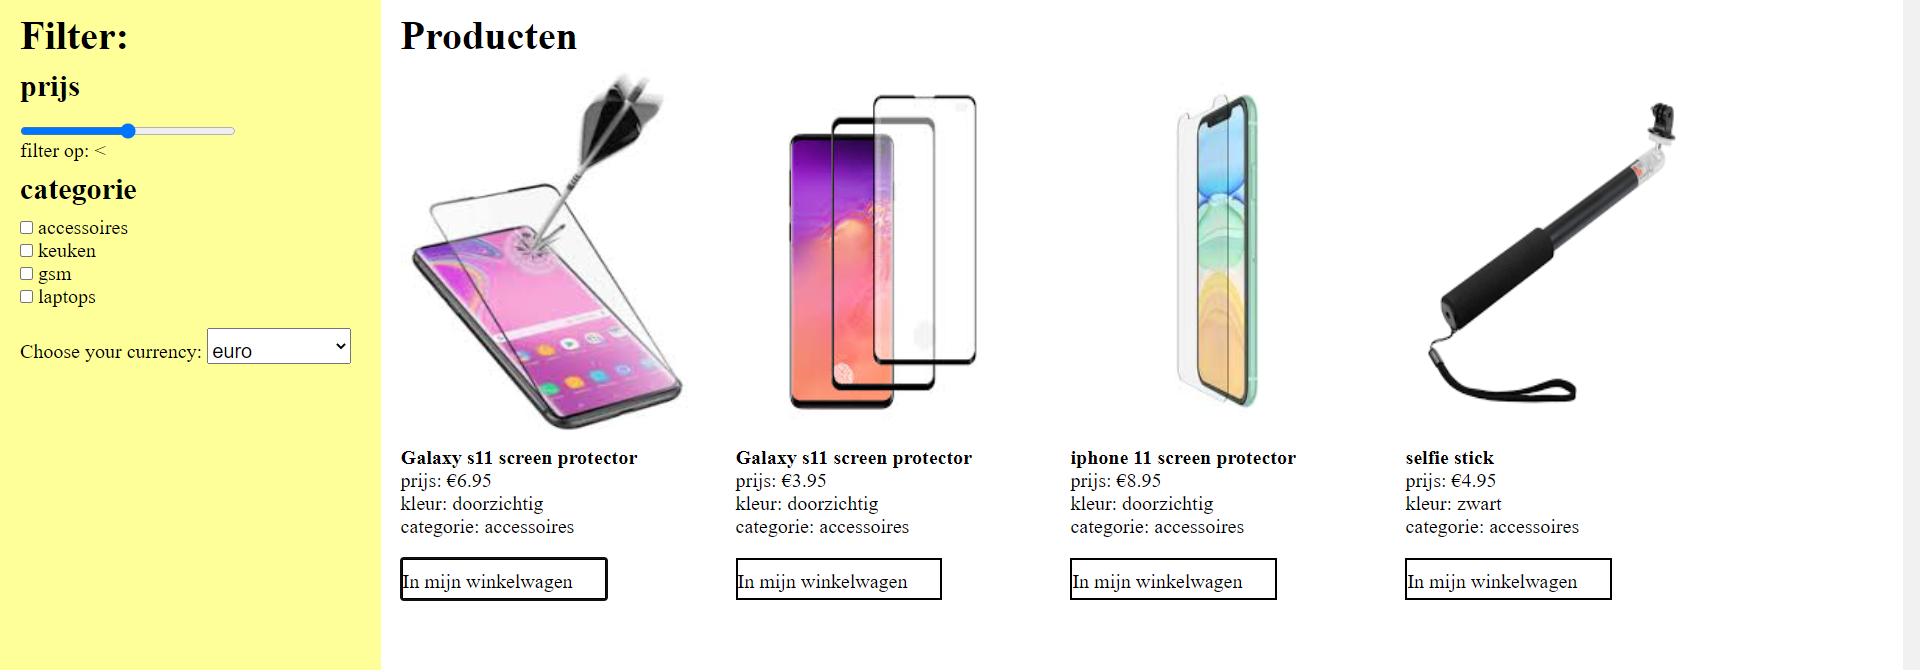 Filter:
prijs
filter op: <
categorie
accessoires
keuken
gsm
laptops
Choose your currency: euro
Producten
Galaxy s11 screen protector
prijs: €6.95
kleur: doorzichtig
categorie: accessoires
In mijn winkelwagen
Galaxy s11 screen protector
prijs: €3.95
kleur: doorzichtig
categorie: accessoires
In mijn winkelwagen
iphone 11 screen protector
prijs: €8.95
kleur: doorzichtig
categorie: accessoires
In mijn winkelwagen
selfie stick
prijs: €4.95
kleur: zwart
categorie: accessoires
In mijn winkelwagen